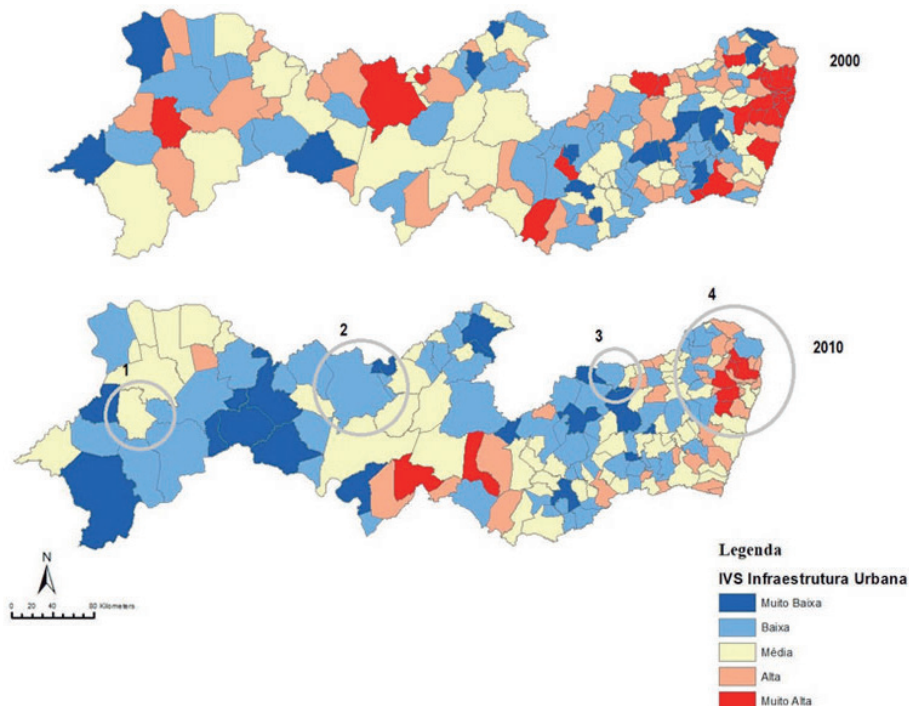 2000
1
2
3
4
2010
N
0 20 40 80 Kilometers
Legenda
IVS Infraestrutura Urbana
Muito Baixa
Baixa
Média
Alta
Muito Alta